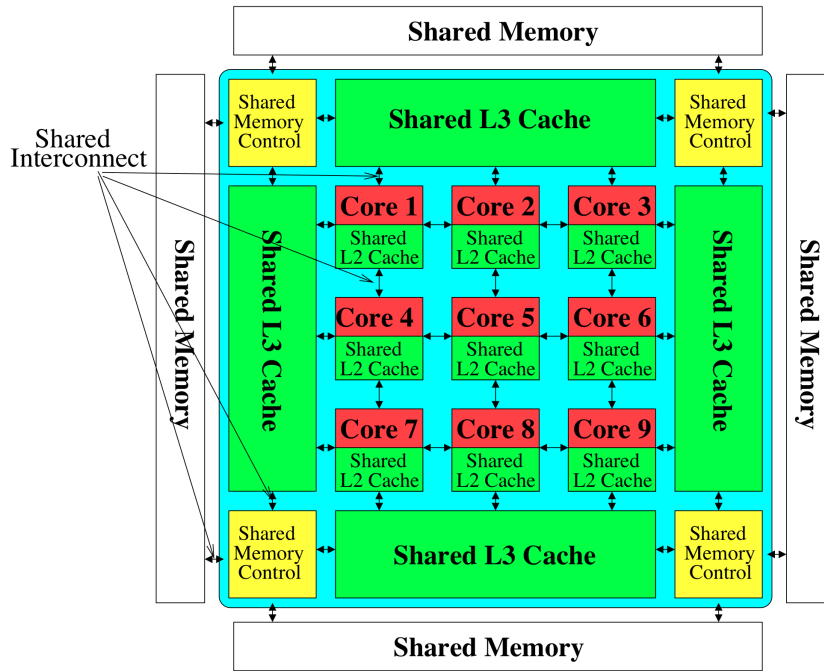 Shared Memory
Shared
Memory
Control
Shared L3 Cache
Shared
Memory
Control
Shared
Interconnect
Shared Memory
Shared L3 Cache
Core 1
Shared
L2 Cache
Core 2
Shared
L2 Cache
Core 3
Shared
L2 Cache
Core 4
Shared
L2 Cache
Core 5
Shared
L2 Cache
Core 6
Shared
L2 Cache
Core 7
Shared
L2 Cache
Core 8
Shared
L2 Cache
Core 9
Shared
L2 Cache
Shared L3 Cache
Shared Memory
Shared
Memory
Control
Shared L3 Cache
Shared
Memory
Control
Shared Memory